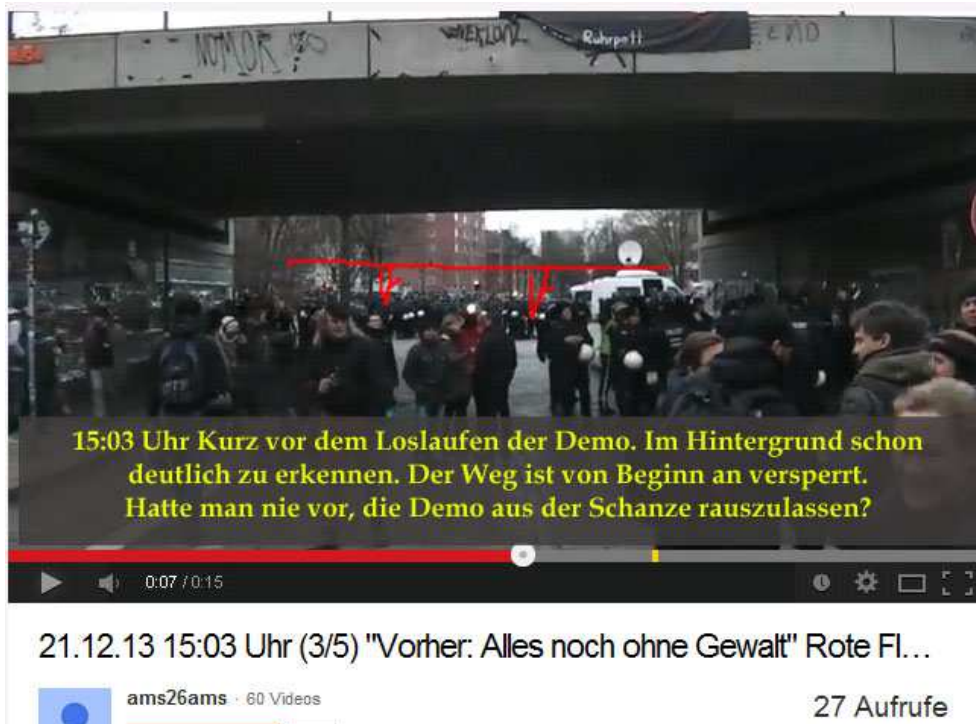 NOMOR
Ruhrpott
15:03 Uhr Kurz vor dem Loslaufen der Demo. Im Hintergrund schon
deutlich zu erkennen. Der Weg ist von Beginn an versperrt.
Hatte man nie vor, die Demo aus der Schanze rauszulassen?
0:07 / 0:15
21.12.13 15:03 Uhr (3/5) "Vorher: Alles noch ohne Gewalt" Rote Fl...
ams26ams · 60 Videos
27 Aufrufe